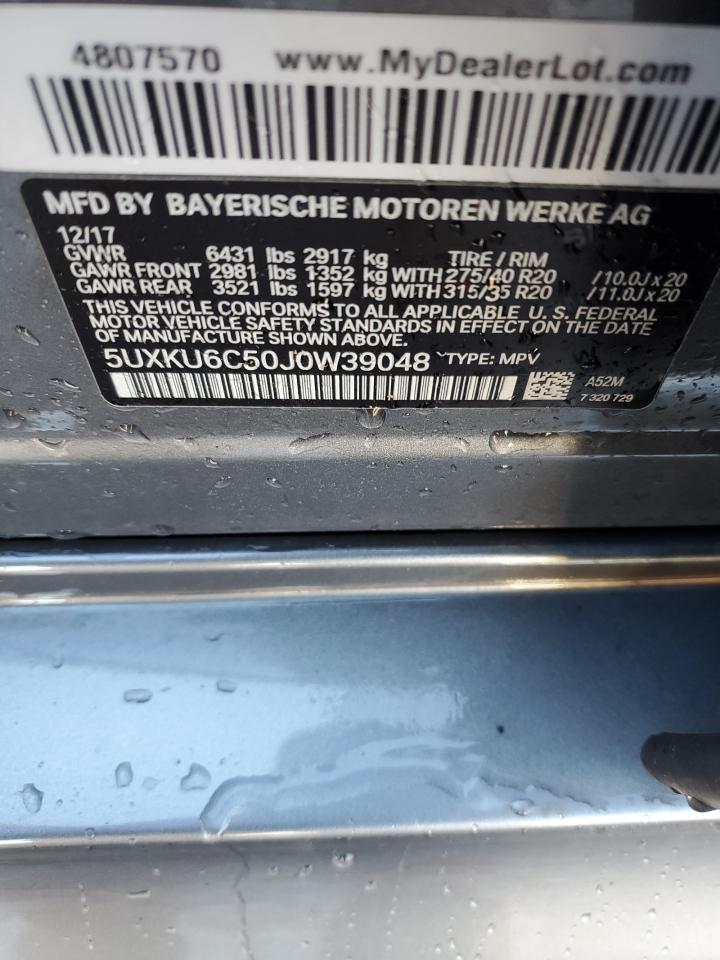 4807570 www.MyDealerLot.com
MFD BY BAYERISCHE MOTOREN WERKE AG
12/17
GVWR 6431 lbs 2917 kg TIRE / RIM
GAWR FRONT 2981 lbs 1352 kg WITH 275/40 R20 / 10.0J x 20
GAWR REAR 3521 lbs 1597 kg WITH 315/35 R20 / 11.0J x 20
THIS VEHICLE CONFORMS TO ALL APPLICABLE, U. S. FEDERAL
MOTOR VEHICLE SAFETY STANDARDS IN EFFECT ON THE DATE
OF MANUFACTURE SHOWN ABOVE.
5UXKU6C50J0W39048 TYPE: MPV
A52M
7 320 729